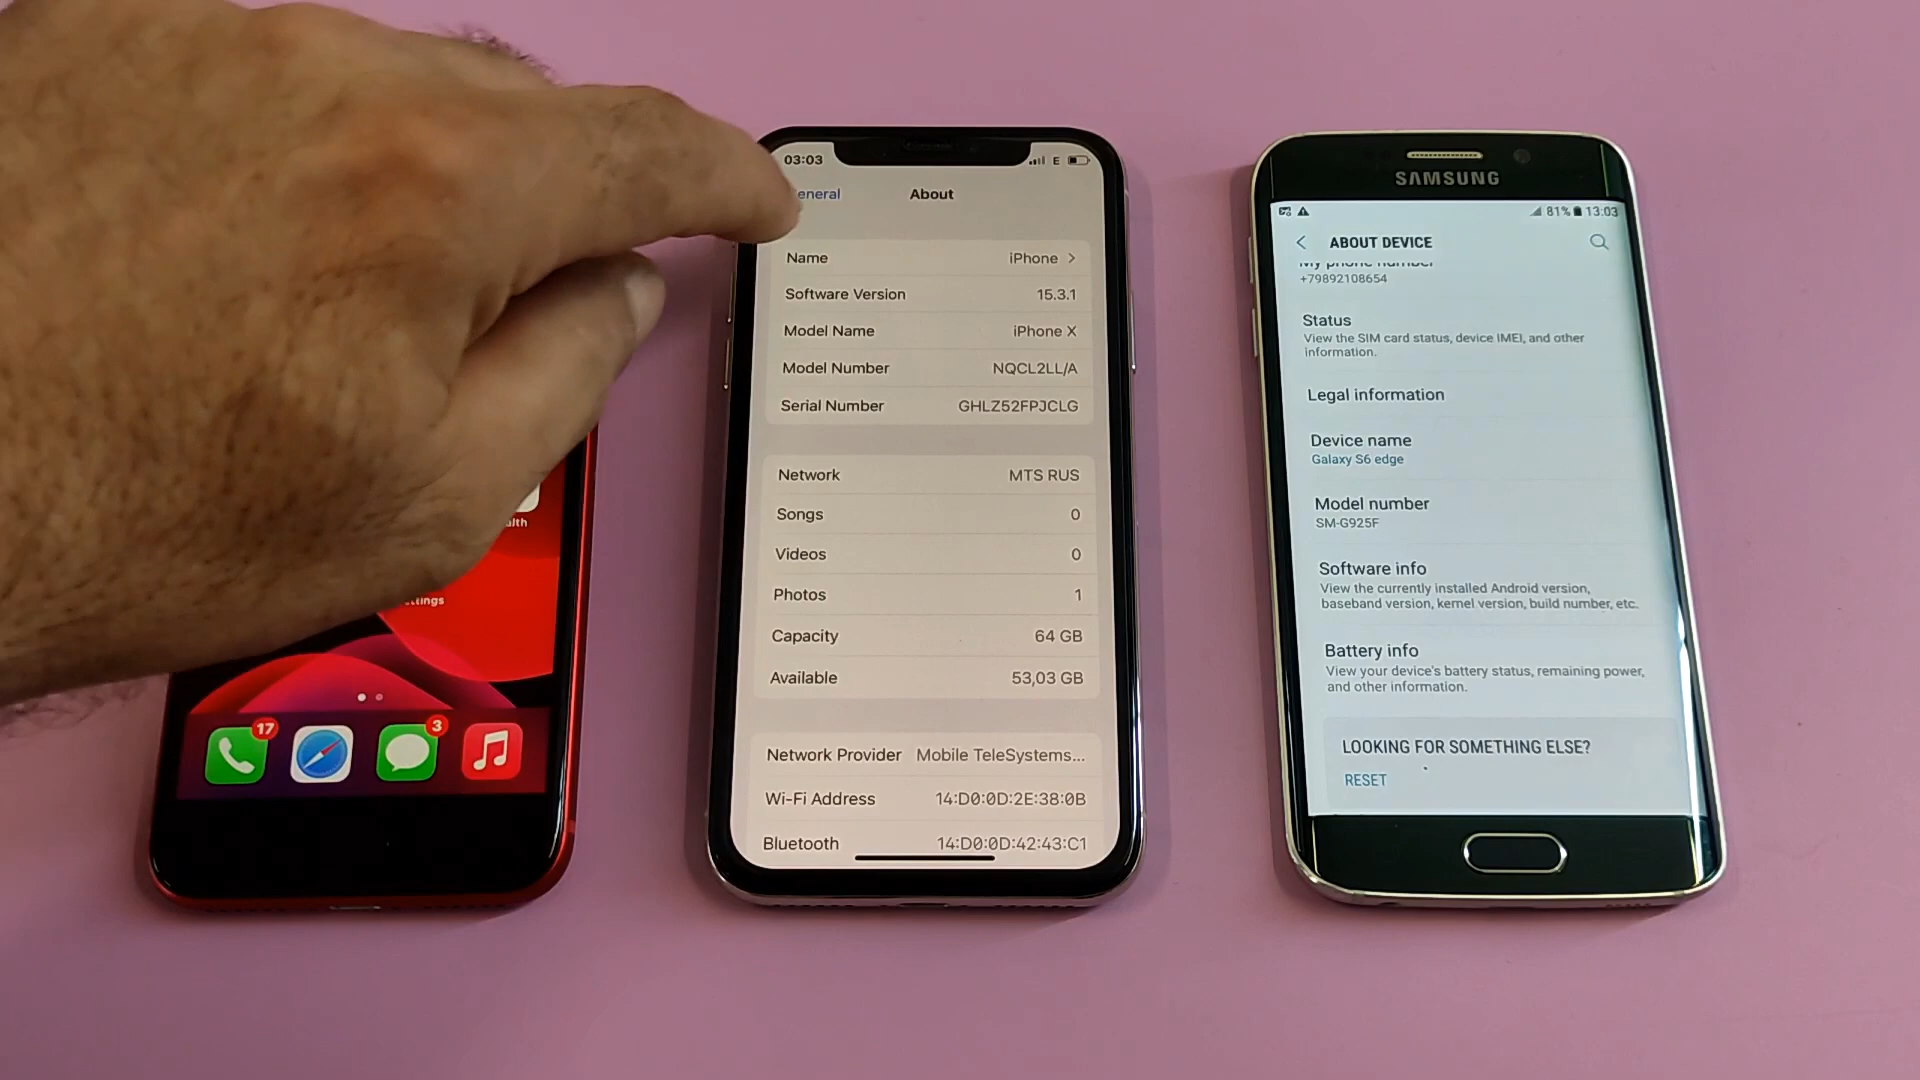 alth
ettings
17
3
03:03
E
eneral
About
Name iPhone
Software Version 15.3.1
Model Name iPhone X
Model Number NQCL2LL/A
Serial Number GHLZ52FPJCLG
Network MTS RUS
Songs 0
Videos 0
Photos 1
Capacity 64 GB
Available 53,03 GB
Network Provider Mobile TeleSystems...
Wi-Fi Address 14:D0:0D:2E:38:0B
Bluetooth 14:D0:0D:42:43:C1
SAMSUNG
81% 13:03
ABOUT DEVICE
My phone number
+79892108654
Status
View the SIM card status, device IMEI, and other
information.
Legal information
Device name
Galaxy S6 edge
Model number
SM-G925F
Software info
View the currently installed Android version,
baseband version, kernel version, build number, etc.
Battery info
View your device's battery status, remaining power,
and other information.
LOOKING FOR SOMETHING ELSE?
RESET